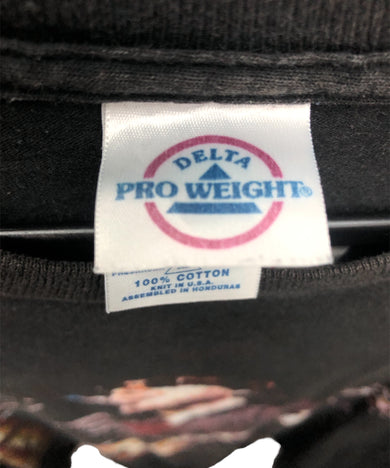 DELTA
PRO WEIGHT®
100% COTTON
KNIT IN U.S.A.
ASSEMBLED IN HONDURAS